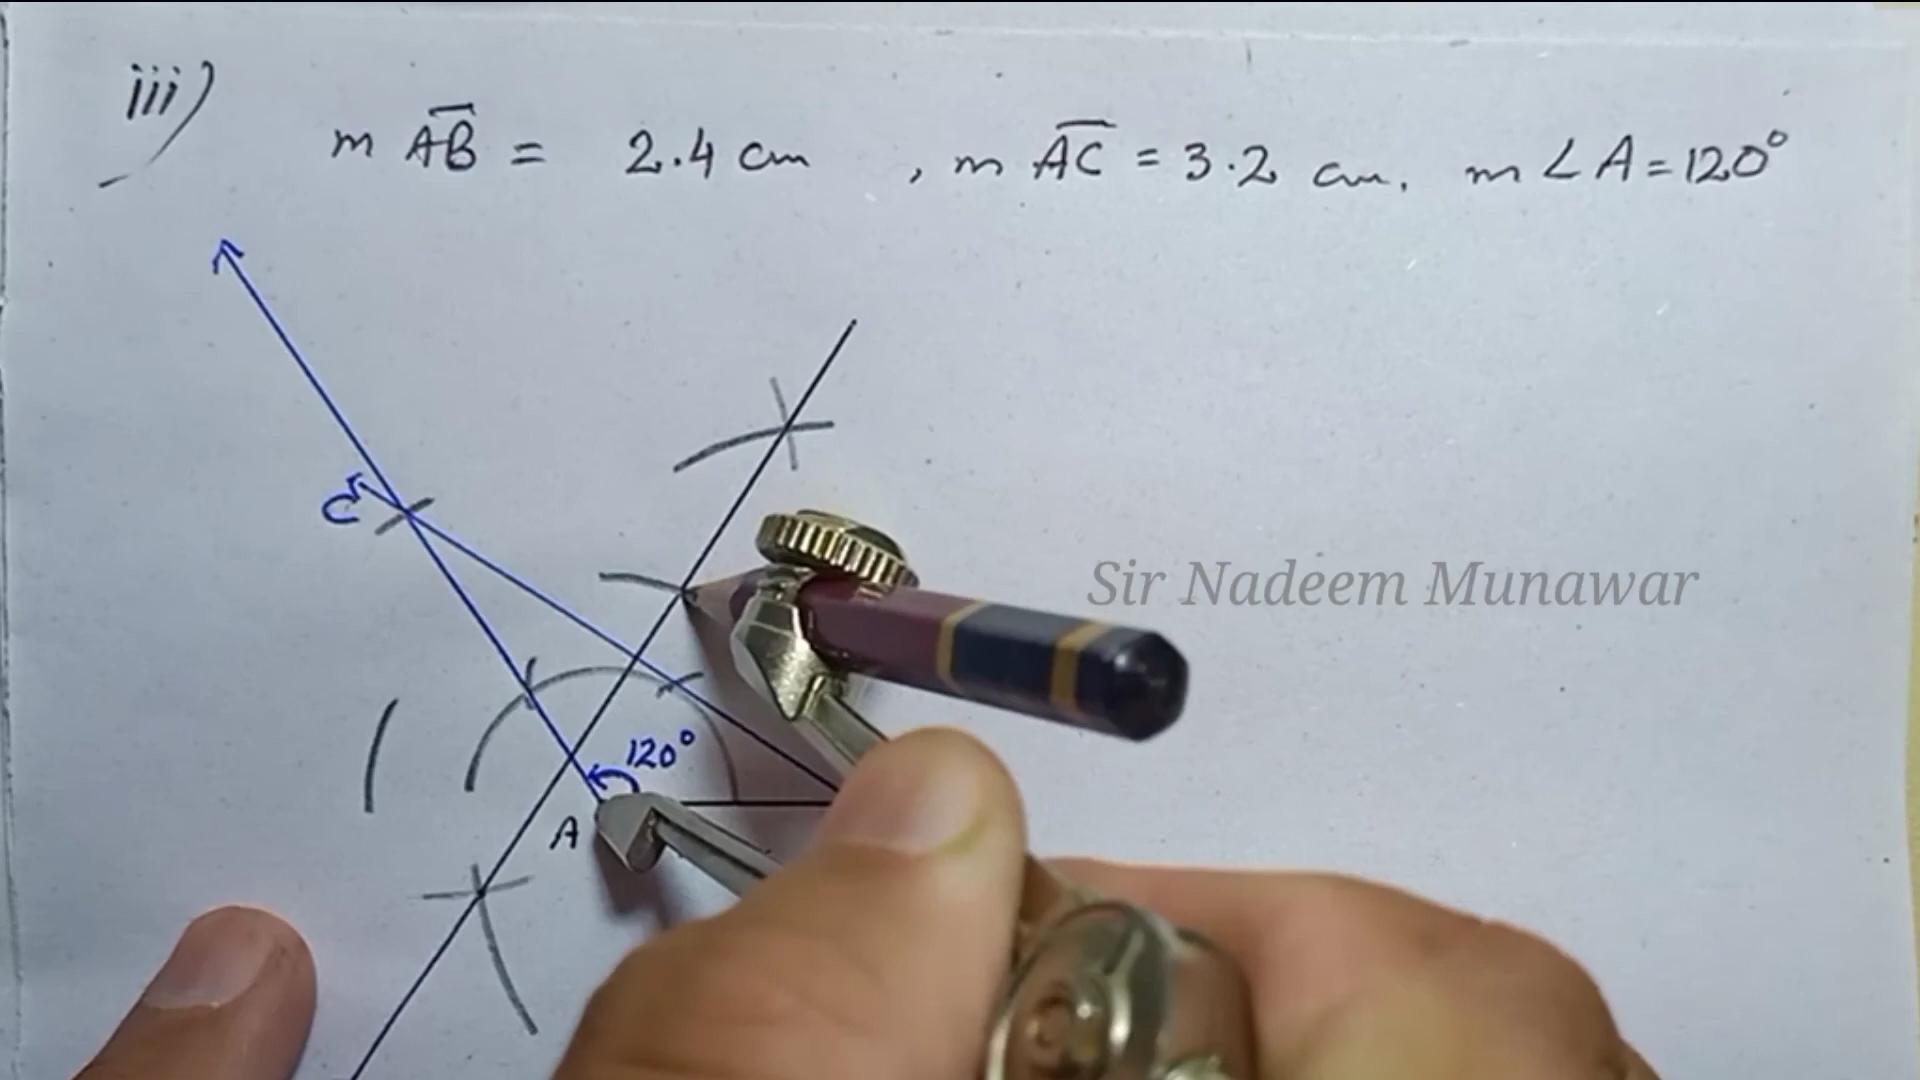 iii)
m AB = 2.4 cm , m AC = 3.2 cm. m ∠A = 120°
C
Sir Nadeem Munawar
120°
A